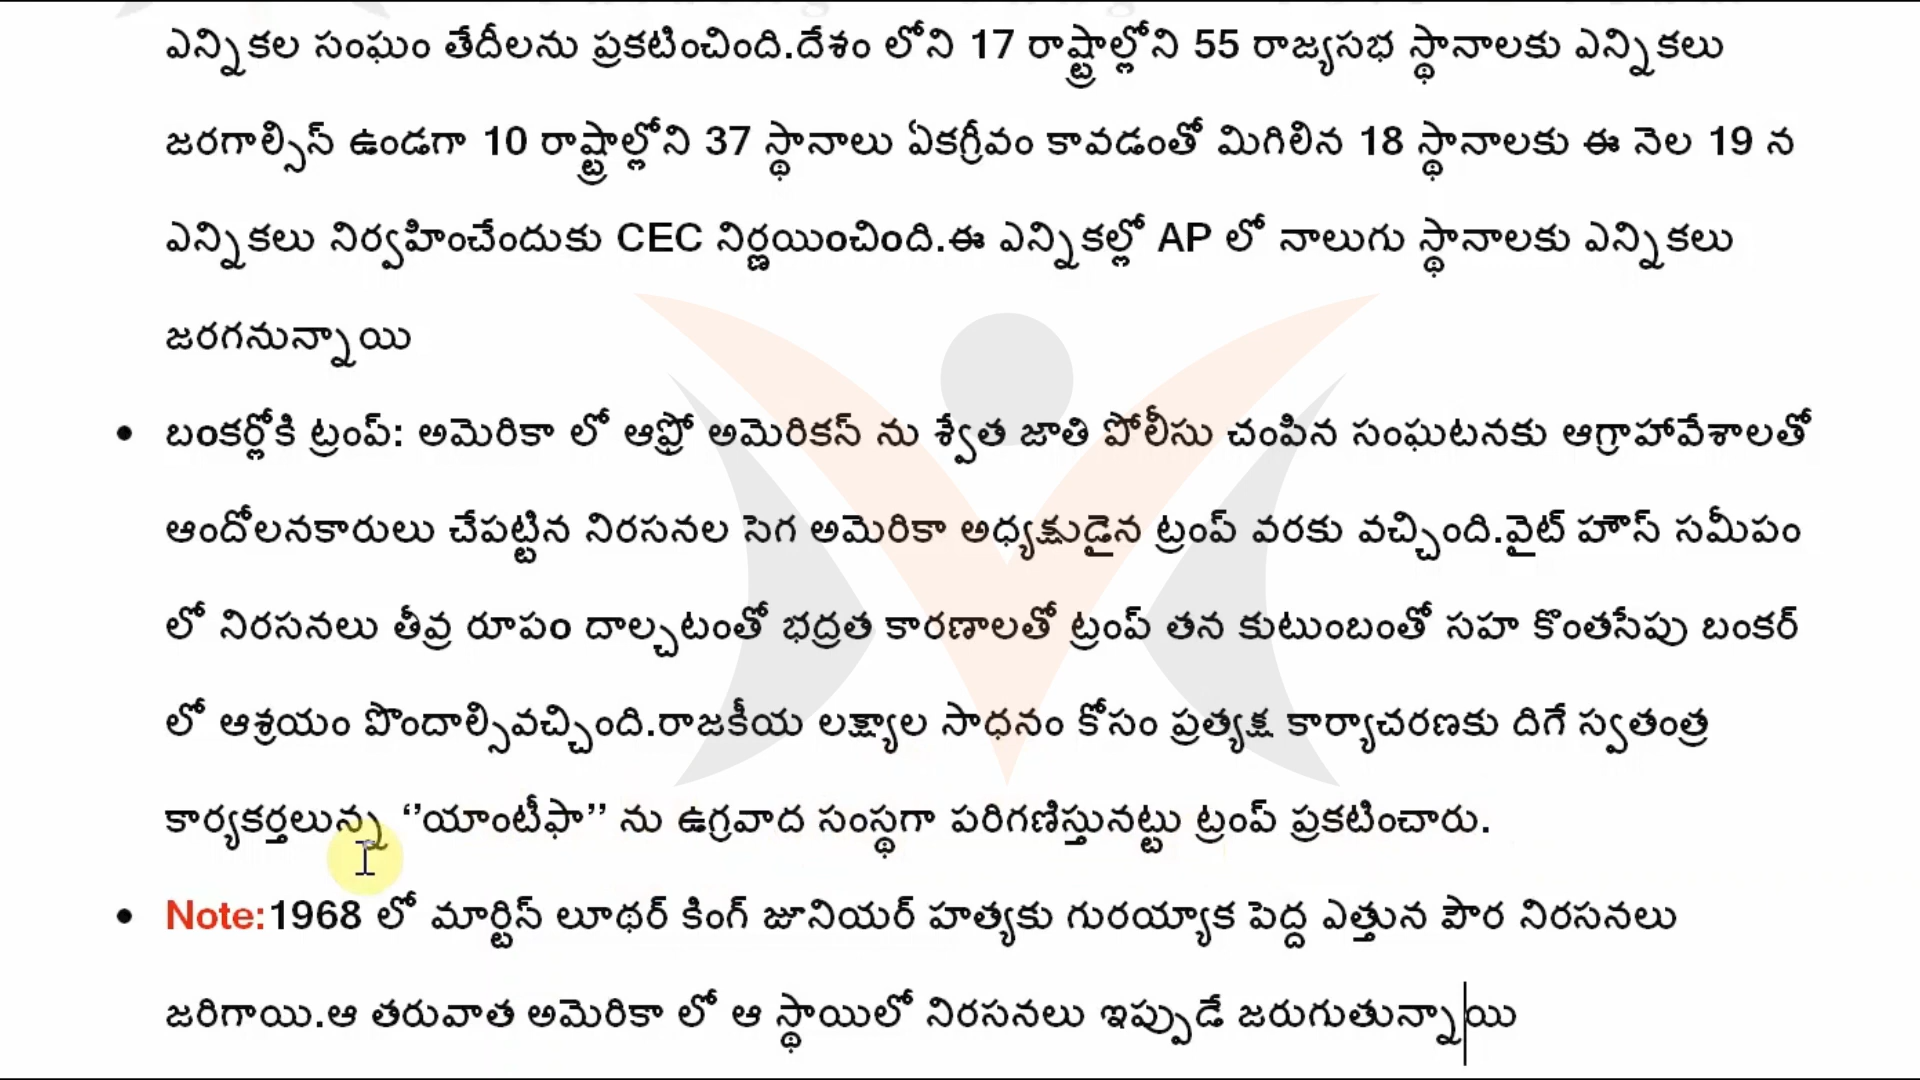 ఎన్నికల సంఘం తేదీలను ప్రకటించింది.దేశం లోని 17 రాష్ట్రాల్లోని 55 రాజ్యసభ స్థానాలకు ఎన్నికలు
జరగాల్సిన్ ఉండగా 10 రాష్ట్రాల్లోని 37 స్థానాలు ఏకగ్రీవం కావడంతో మిగిలిన 18 స్థానాలకు ఈ నెల 19 న
ఎన్నికలు నిర్వహించేందుకు CEC నిర్ణయించింది.ఈ ఎన్నికల్లో AP లో నాలుగు స్థానాలకు ఎన్నికలు
జరగనున్నాయి
• బంకర్లోకి ట్రంప్: అమెరికా లో ఆఫ్రో అమెరికన్ ను శ్వేత జాతి పోలీసు చంపిన సంఘటనకు ఆగ్రాహావేశాలతో
ఆందోలనకారులు చేపట్టిన నిరసనల సెగ అమెరికా అధ్యక్షుడైన ట్రంప్ వరకు వచ్చింది.వైట్ హౌస్ సమీపం
లో నిరసనలు తీవ్ర రూపం దాల్చటంతో భద్రత కారణాలతో ట్రంప్ తన కుటుంబంతో సహ కొంతసేపు బంకర్
లో ఆశ్రయం పొందాల్సివచ్చింది.రాజకీయ లక్ష్యాల సాధనం కోసం ప్రత్యక్ష కార్యాచరణకు దిగే స్వతంత్ర
కార్యకర్తలున్న ‘’యాంటీఫా’’ ను ఉగ్రవాద సంస్థగా పరిగణిస్తునట్టు ట్రంప్ ప్రకటించారు.
• Note:1968 లో మార్టిన్ లూథర్ కింగ్ జూనియర్ హత్యకు గురయ్యాక పెద్ద ఎత్తున పౌర నిరసనలు
జరిగాయి.ఆ తరువాత అమెరికా లో ఆ స్థాయిలో నిరసనలు ఇప్పుడే జరుగుతున్నాయి